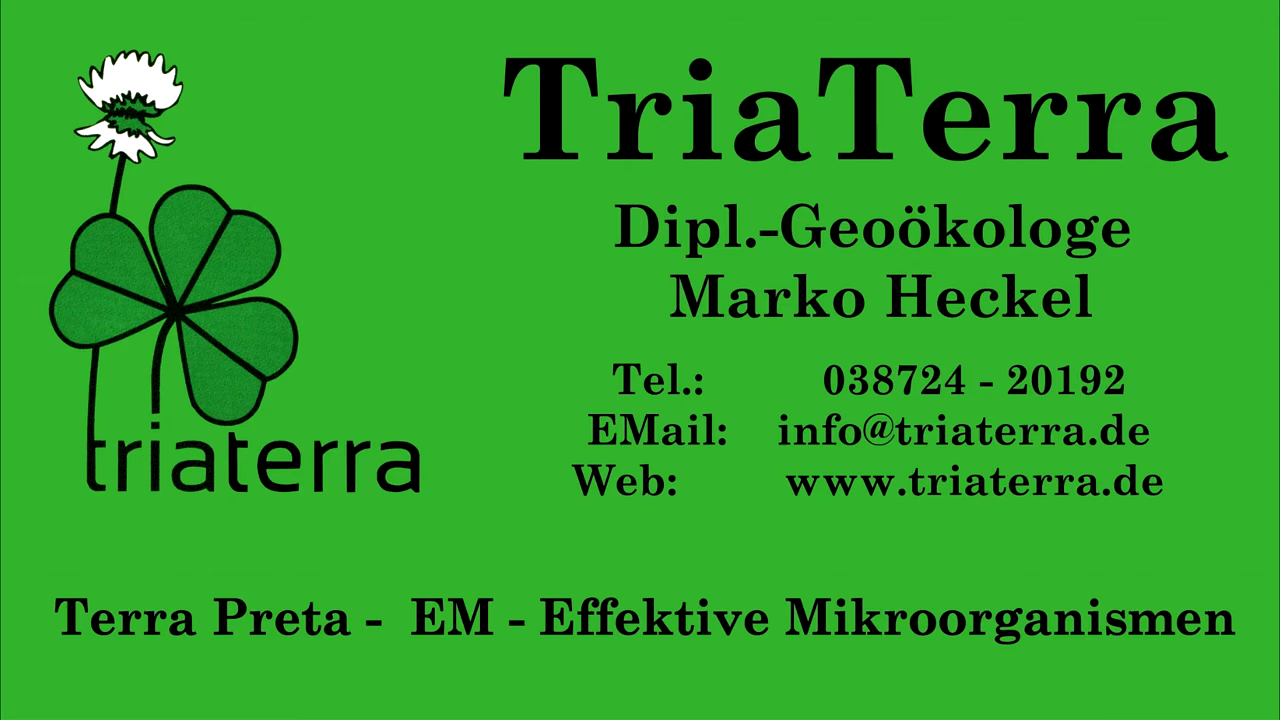 TriaTerra
Dipl.-Geoökologe
Marko Heckel
Tel.: 038724 - 20192
EMail: info@triaterra.de
Web: www.triaterra.de
triaterra
Terra Preta - EM - Effektive Mikroorganismen